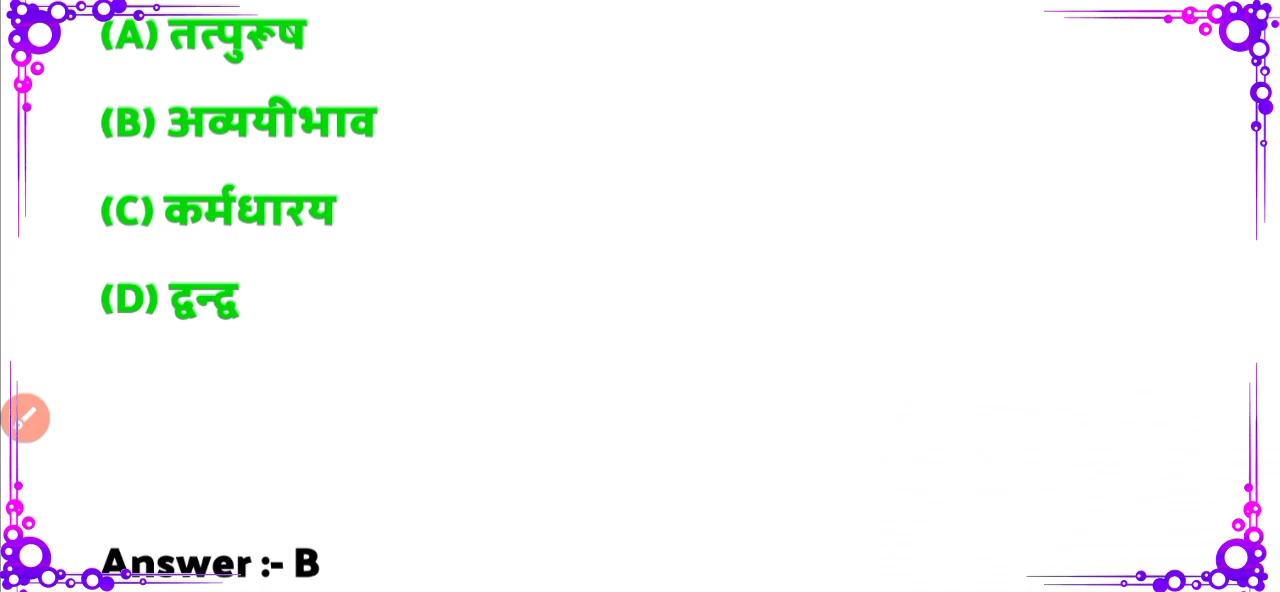 (A) तत्पुरूष
(B) अव्ययीभाव
(C) कर्मधारय
(D) द्वन्द्व
Answer :- B